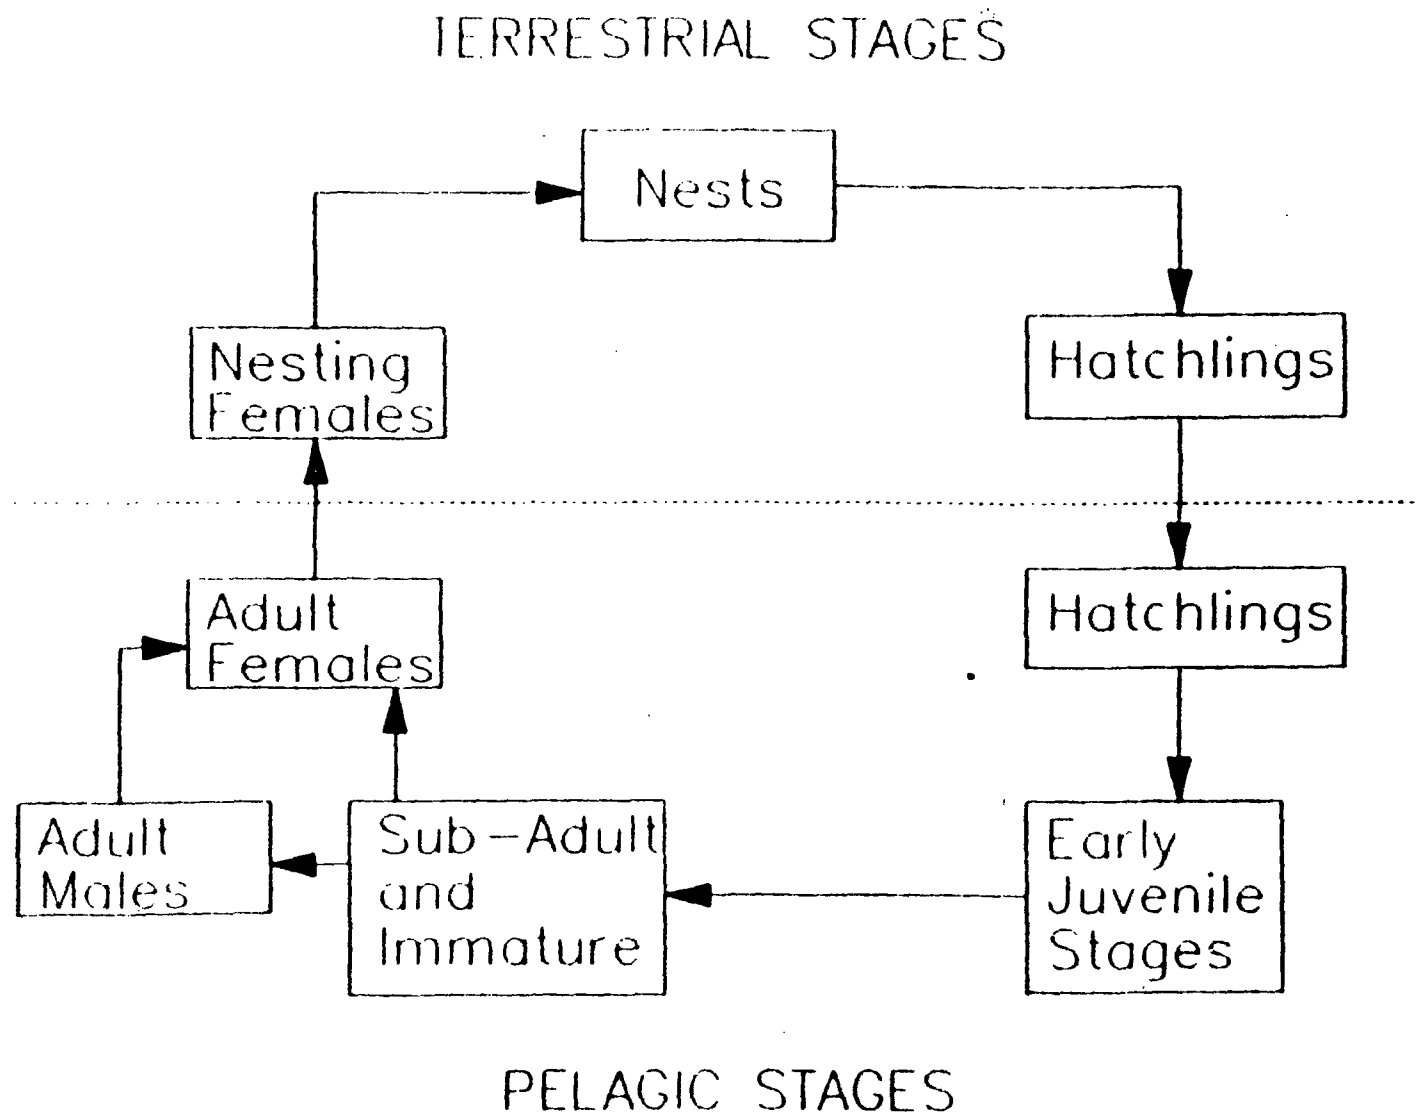 TERRESTRIAL STAGES
Nests
Nesting
Females
Hatchlings
Adult
Females
Hatchlings
Adult
Males
Sub-Adult
and
Immature
Early
Juvenile
Stages
PELAGIC STAGES